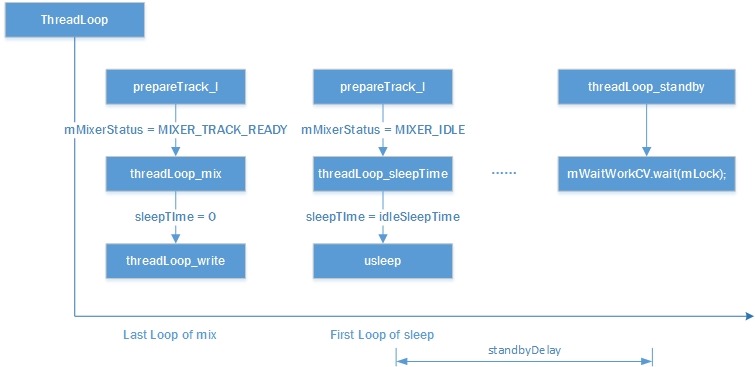 ThreadLoop
prepareTrack_l
prepareTrack_l
threadLoop_standby
mMixerStatus = MIXER_TRACK_READY
mMixerStatus = MIXER_IDLE
threadLoop_mix
threadLoop_sleepTime
......
mWaitWorkCV.wait(mLock);
sleepTIme = 0
sleepTIme = idleSleepTime
threadLoop_write
usleep
Last Loop of mix
First Loop of sleep
standbyDelay